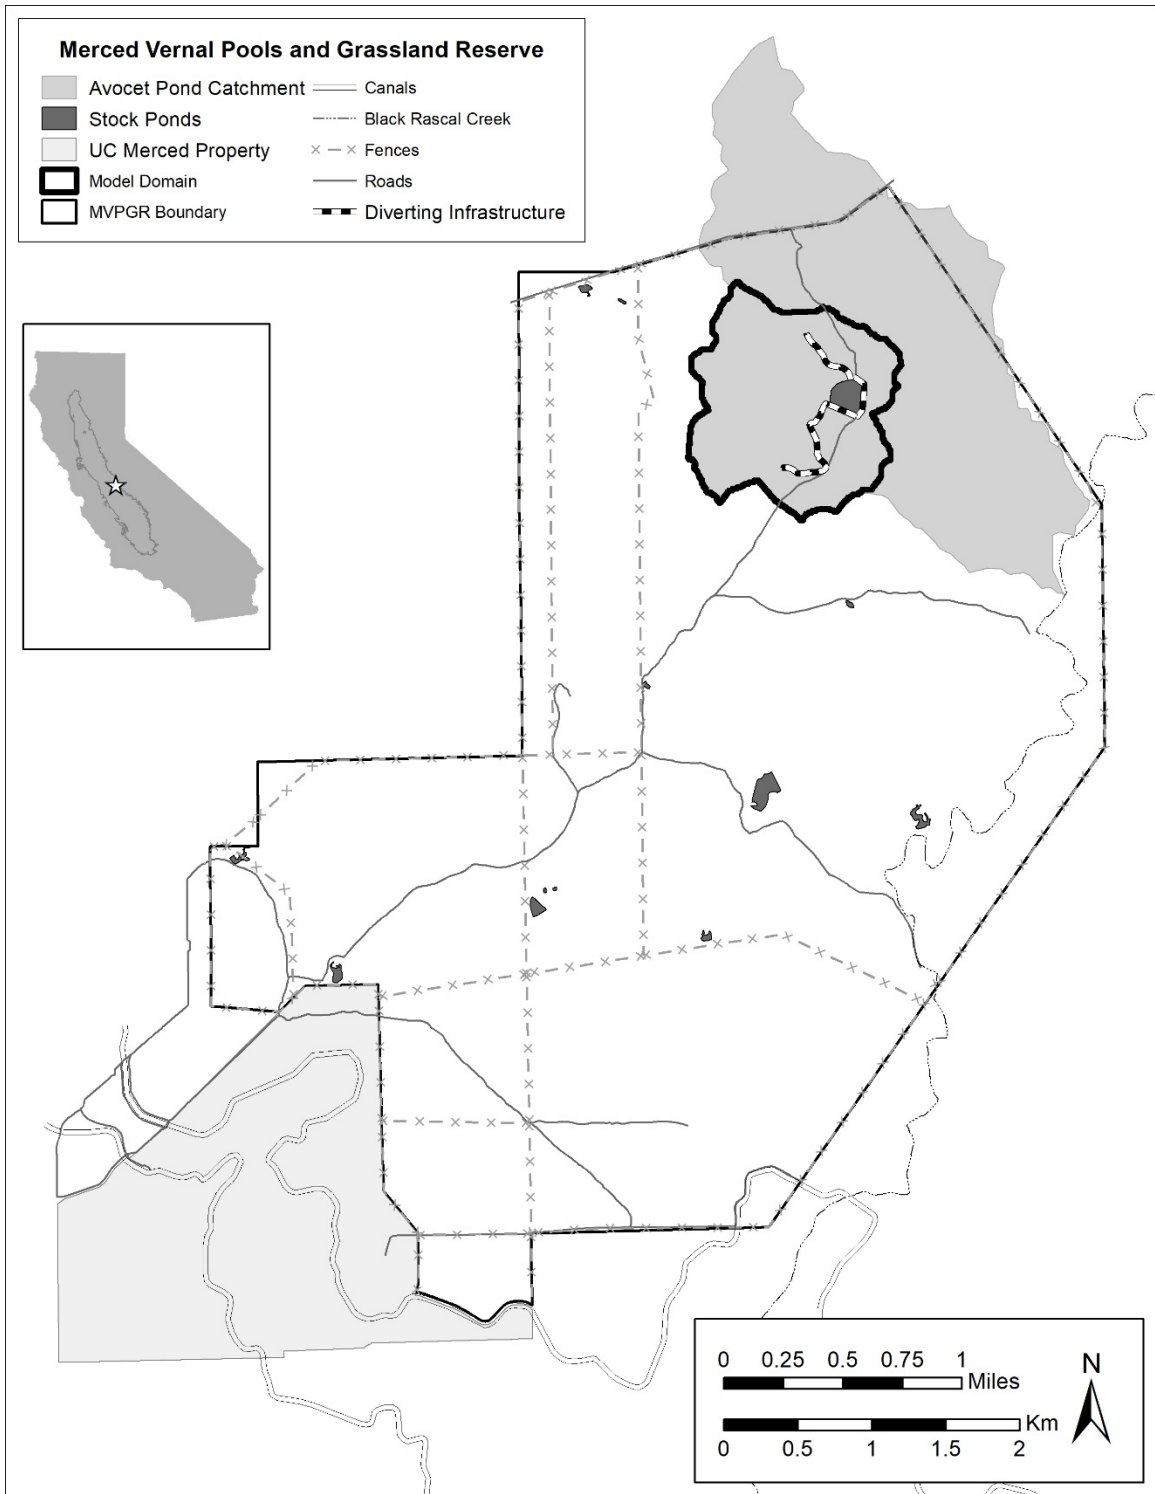 Merced Vernal Pools and Grassland Reserve
Avocet Pond Catchment
Canals
Stock Ponds
Black Rascal Creek
UC Merced Property
Fences
Model Domain
Roads
MVPGR Boundary
Diverting Infrastructure
0 0.25 0.5 0.75 1
Miles
Km
0 0.5 1 1.5 2
N